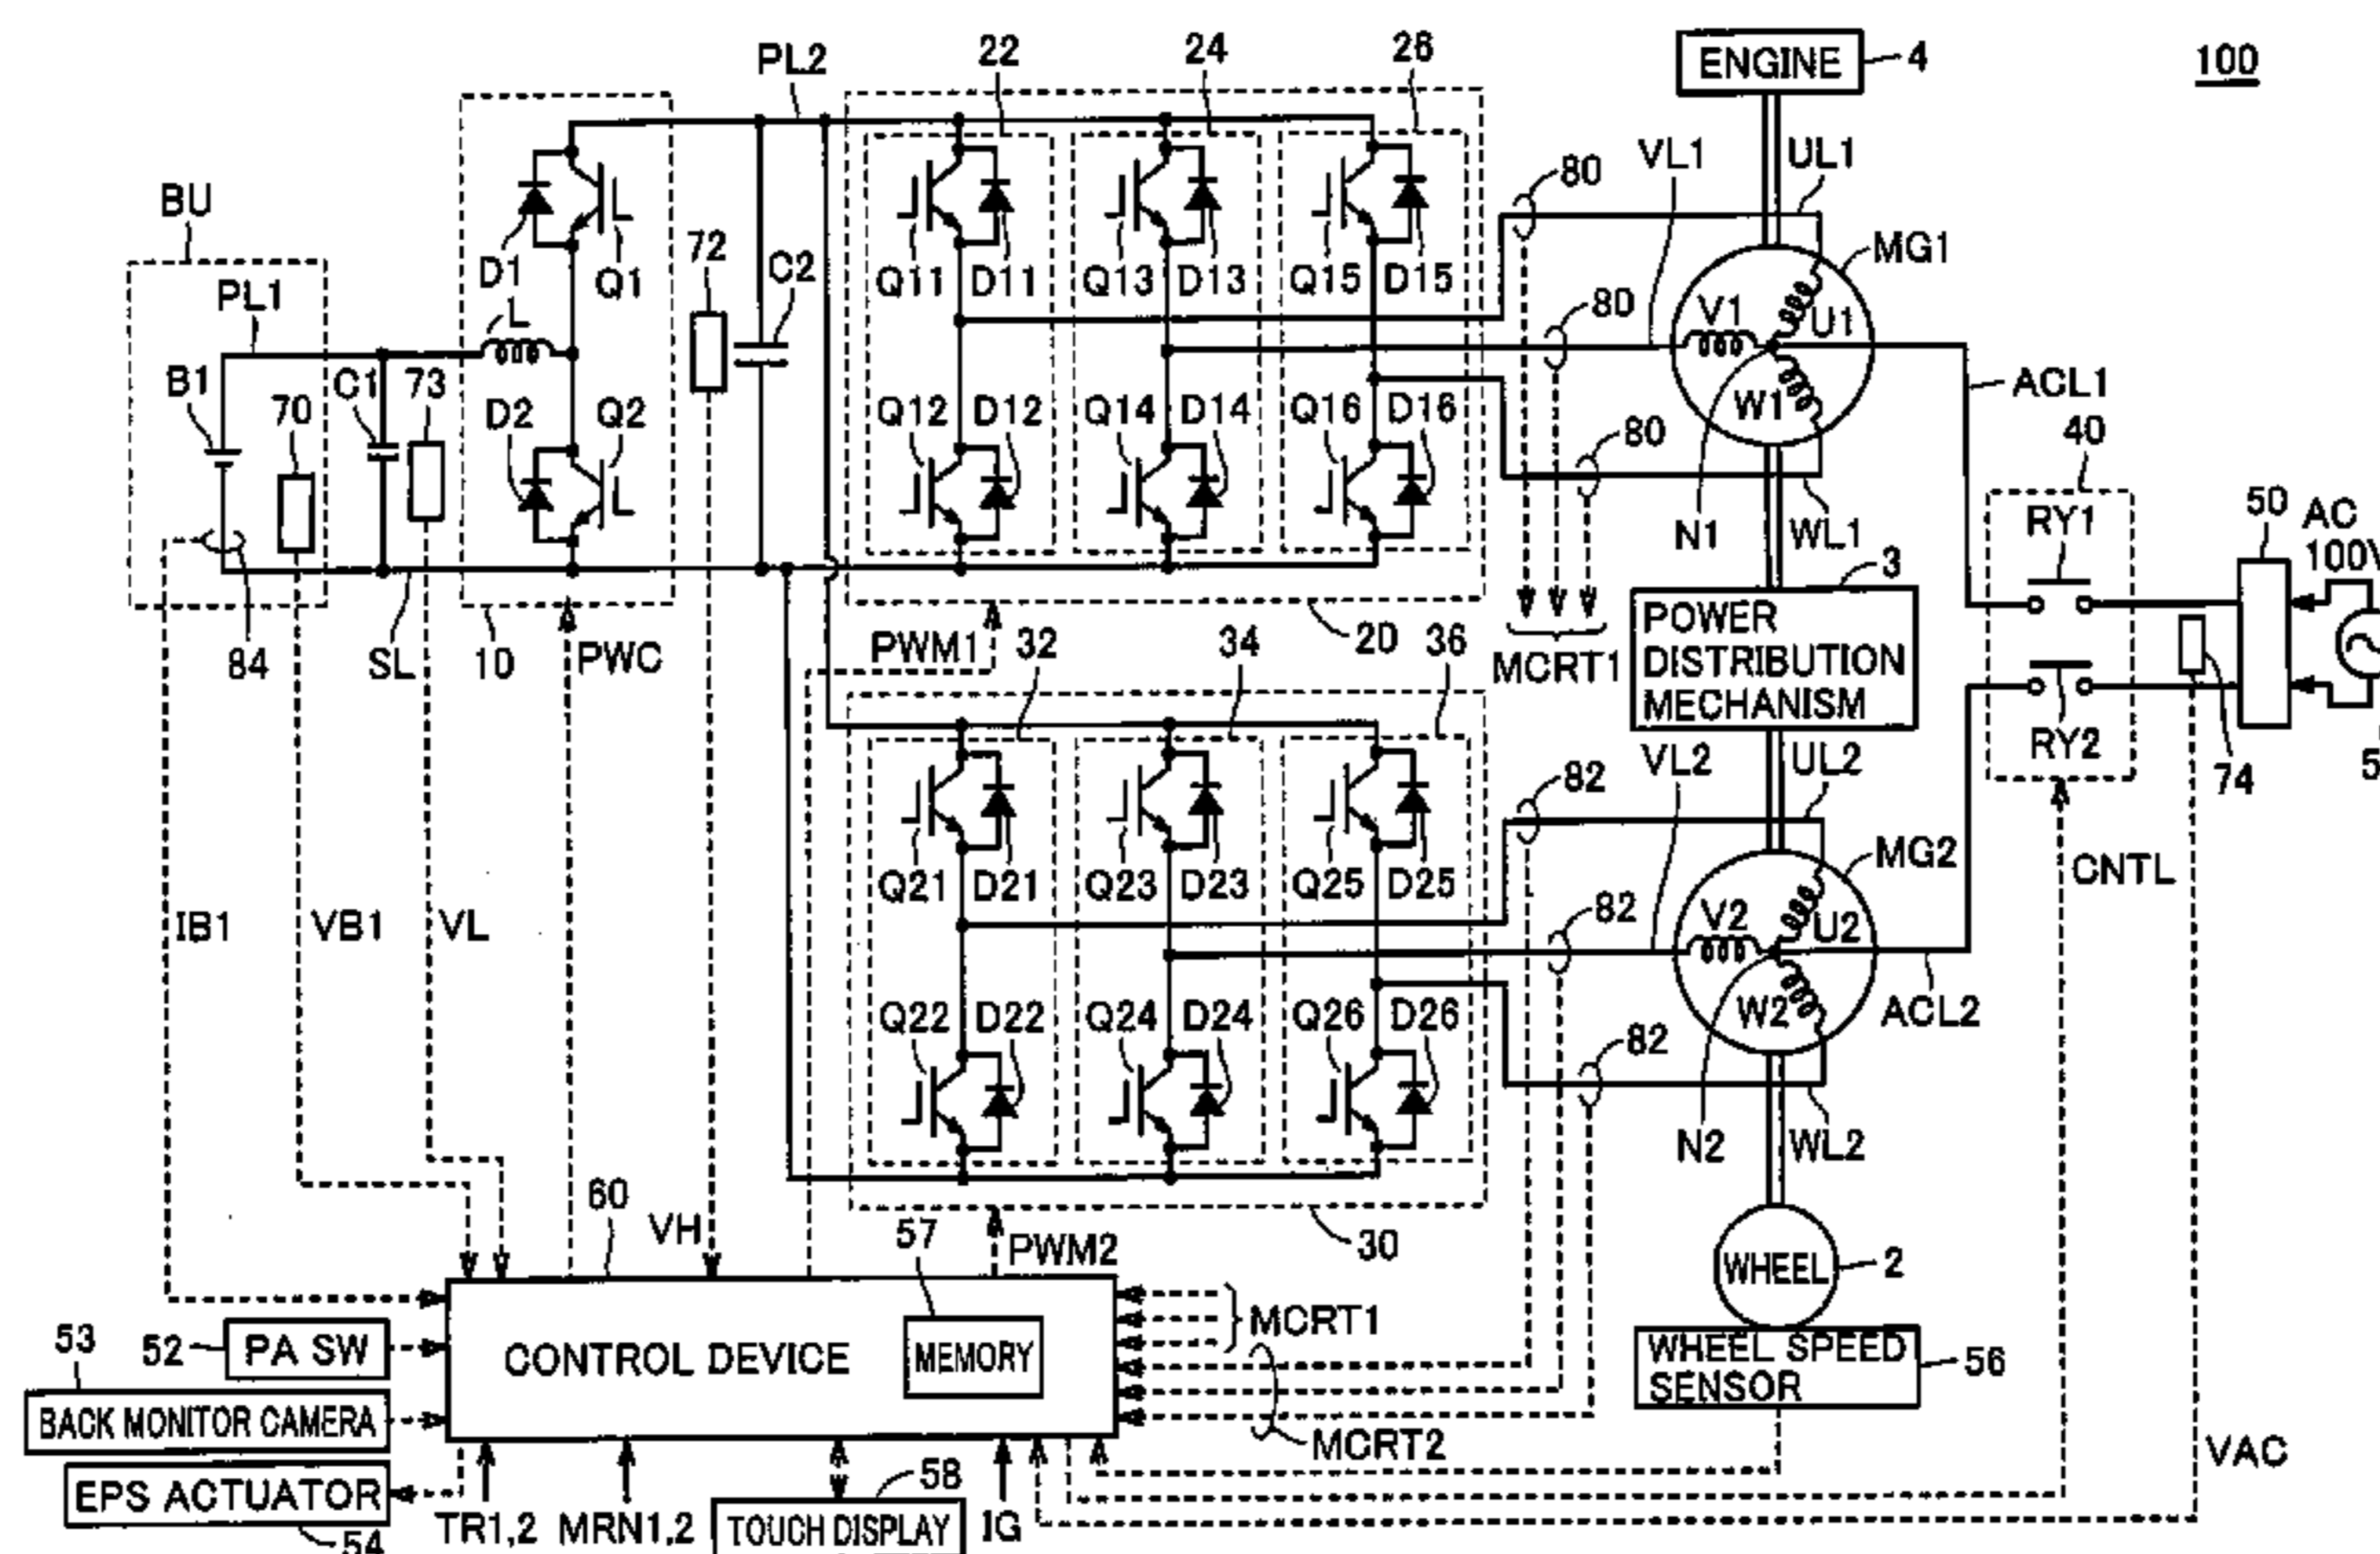 100
ENGINE
4
PL2
22
24
26
BU
PL1
D1
L
Q1
72
C2
Q11
D11
Q13
D13
Q15
D15
80
VL1
UL1
MG1
V1
U1
W1
80
ACL1
B1
70
C1
73
D2
Q2
Q12
D12
Q14
D14
Q16
D16
80
N1
WL1
40
RY1
50
AC
100V
84
SL
10
PWC
PWM1
20
MCRT1
3
POWER
DISTRIBUTION
MECHANISM
RY2
74
32
34
36
VL2
UL2
82
Q21
D21
Q23
D23
Q25
D25
MG2
V2
U2
W2
CNTL
82
IB1
VB1
VL
Q22
D22
Q24
D24
Q26
D26
ACL2
82
N2
WL2
60
VH
57
PWM2
30
WHEEL
2
53
52
PA SW
CONTROL DEVICE
MEMORY
MCRT1
WHEEL SPEED
SENSOR
56
BACK MONITOR CAMERA
MCRT2
VAC
EPS ACTUATOR
54
TR1,2
MRN1,2
58
TOUCH DISPLAY
IG